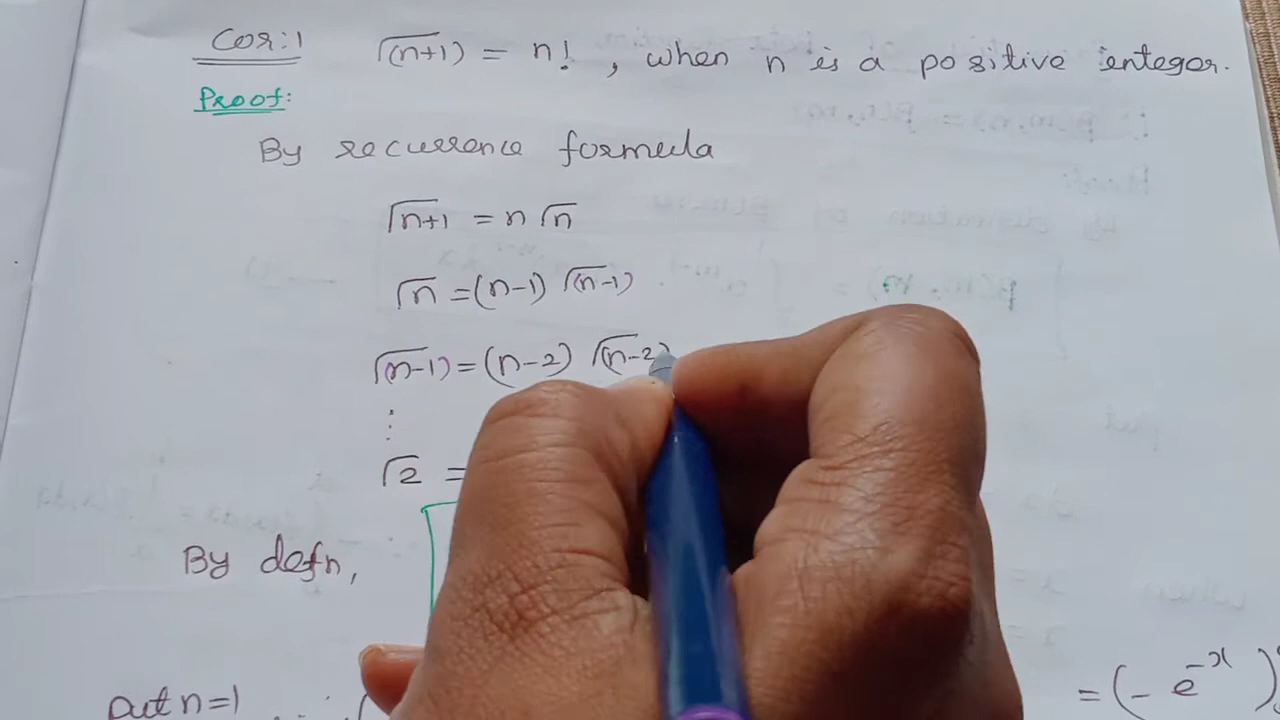 Cor:1 Γ(n+1) = n! , when n is a positive integer.
Proof:
By recurrence formula
Γn+1 = n Γn
Γn = (n-1) Γ(n-1)
Γ(n-1) = (n-2) Γ(n-2)
⋮
Γ2 =
By defn,
Put n=1
= (- e^-x)